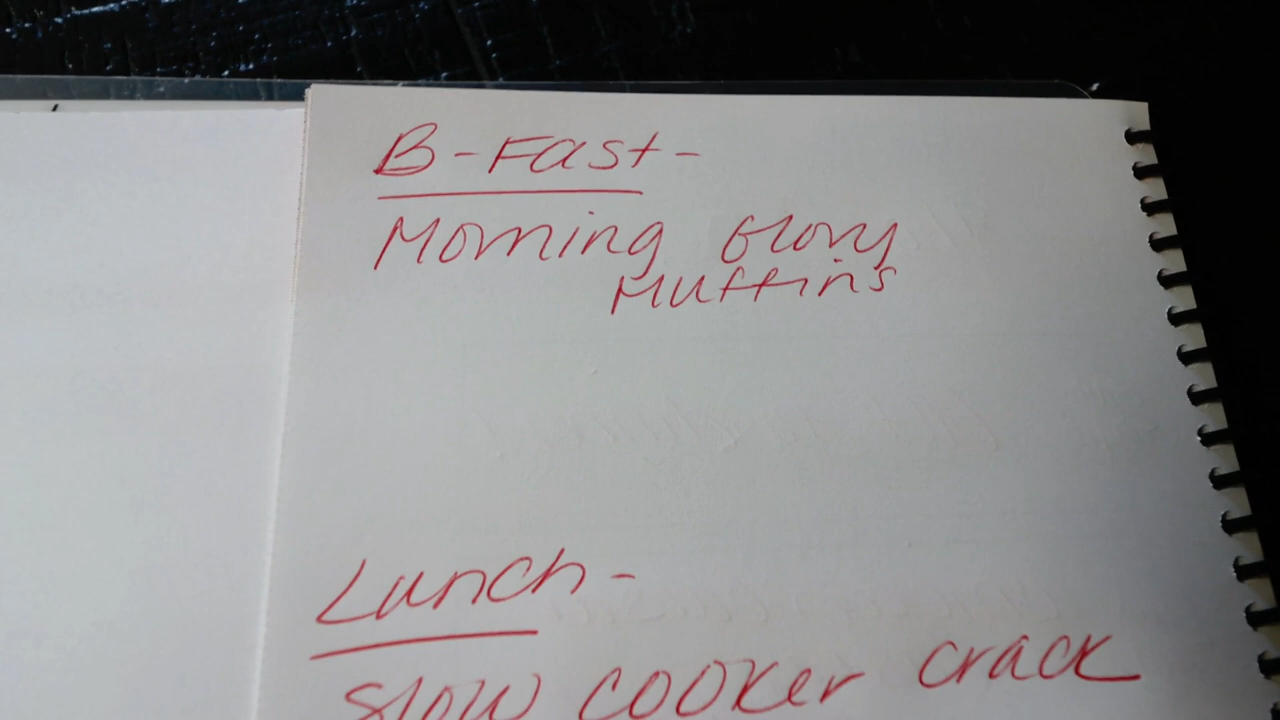 B-Fast-
Morning Glory
Muffins
Lunch-
slow cooker crack